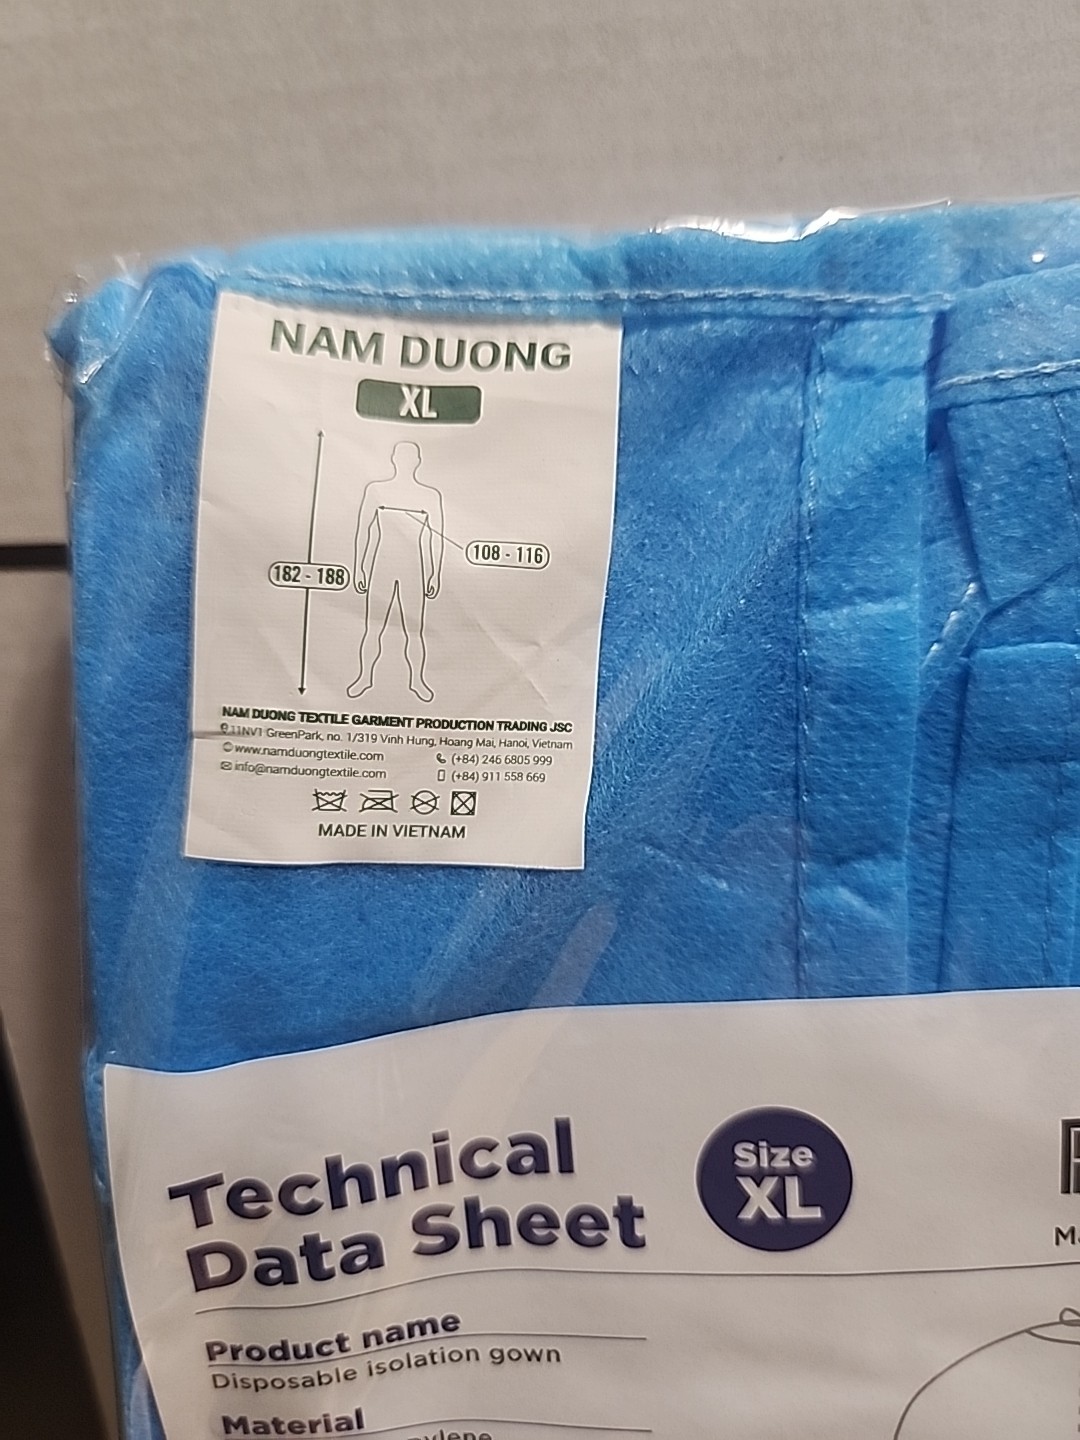 NAM DUONG
XL
108 - 116
182 - 188
NAM DUONG TEXTILE GARMENT PRODUCTION TRADING JSC
11NV1 GreenPark, no. 1/319 Vinh Hung, Hoang Mai, Hanoi, Vietnam
www.namduongtextile.com (+84) 246 6805 999
info@namduongtextile.com (+84) 911 558 669
MADE IN VIETNAM
Technical
Data Sheet
Size
XL
Product name
Disposable isolation gown
Material